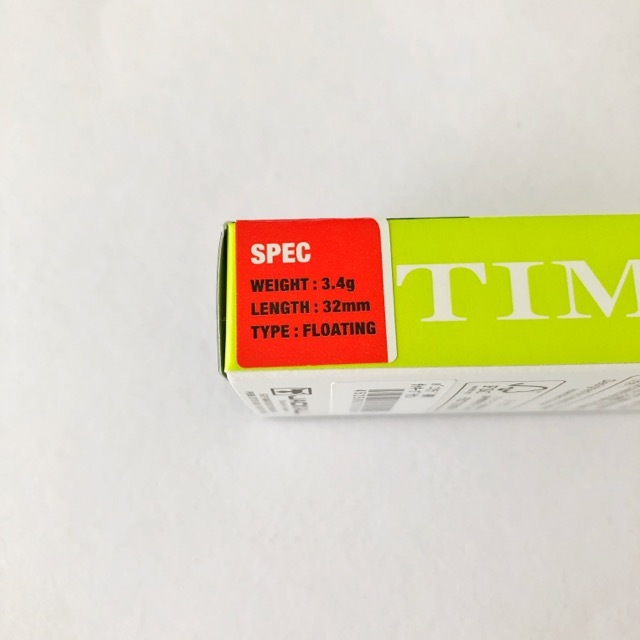 SPEC
WEIGHT : 3.4g
LENGTH : 32mm
TYPE : FLOATING
TIM